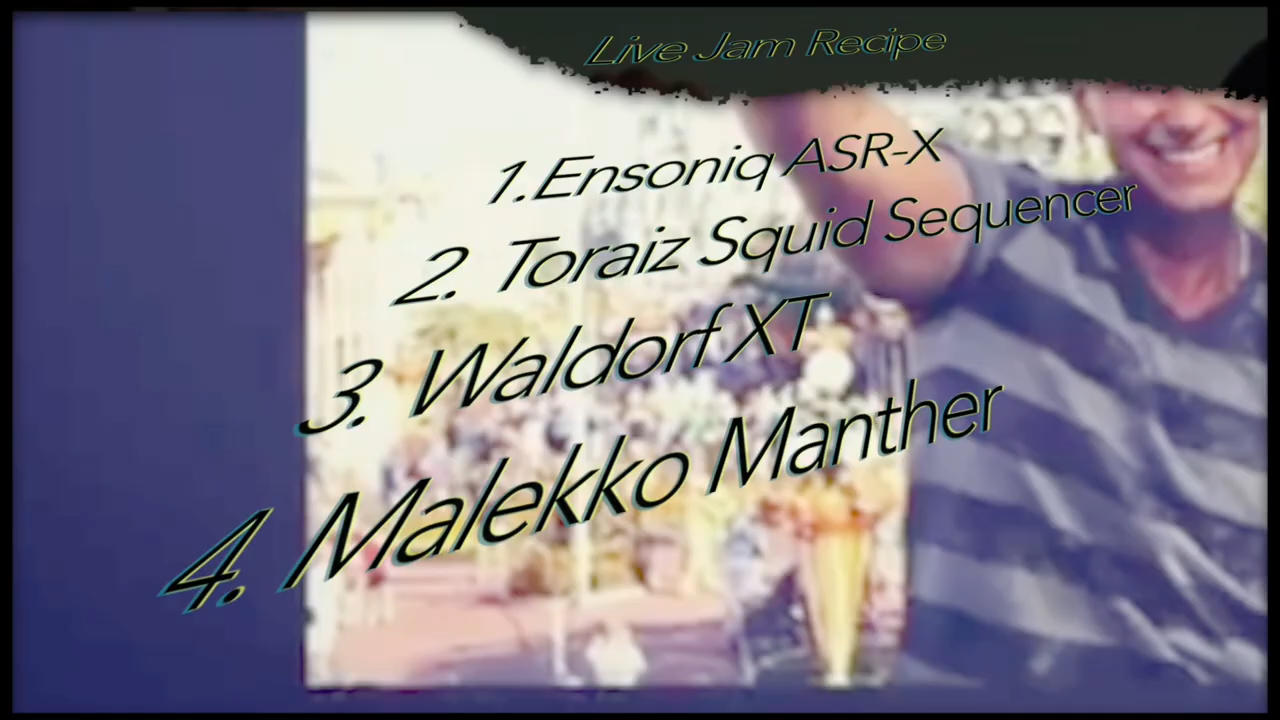 Live Jam Recipe
1.Ensoniq ASR-X
2. Toraiz Squid Sequencer
3. Waldorf XT
4. Malekko Manther